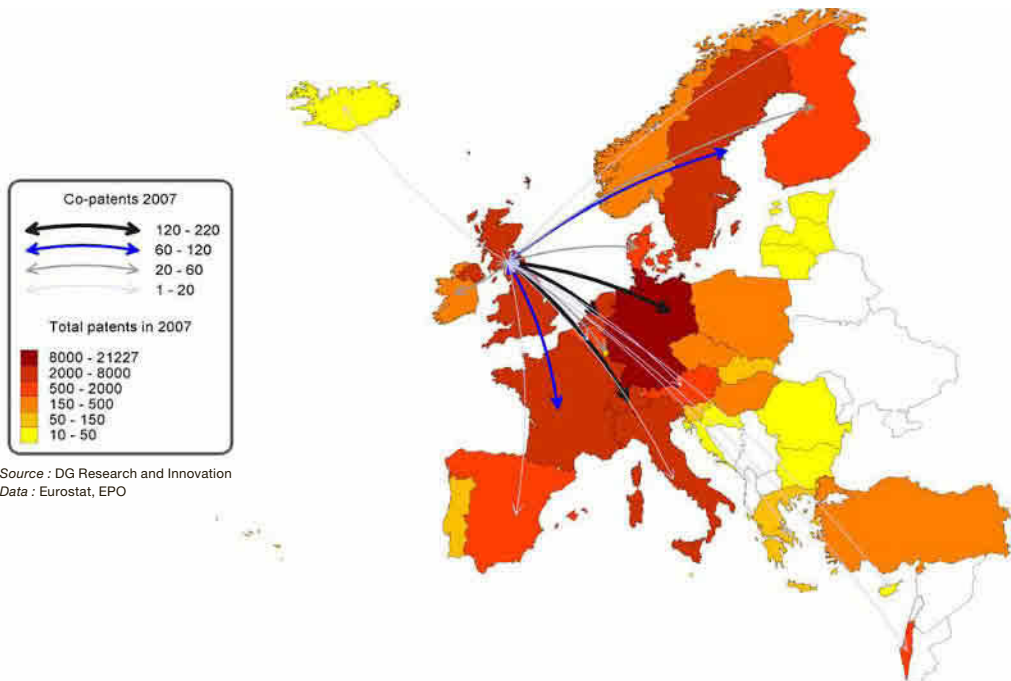 Co-patents 2007
120 - 220
60 - 120
20 - 60
1 - 20
Total patents in 2007
8000 - 21227
2000 - 8000
500 - 2000
150 - 500
50 - 150
10 - 50
Source : DG Research and Innovation
Data : Eurostat, EPO